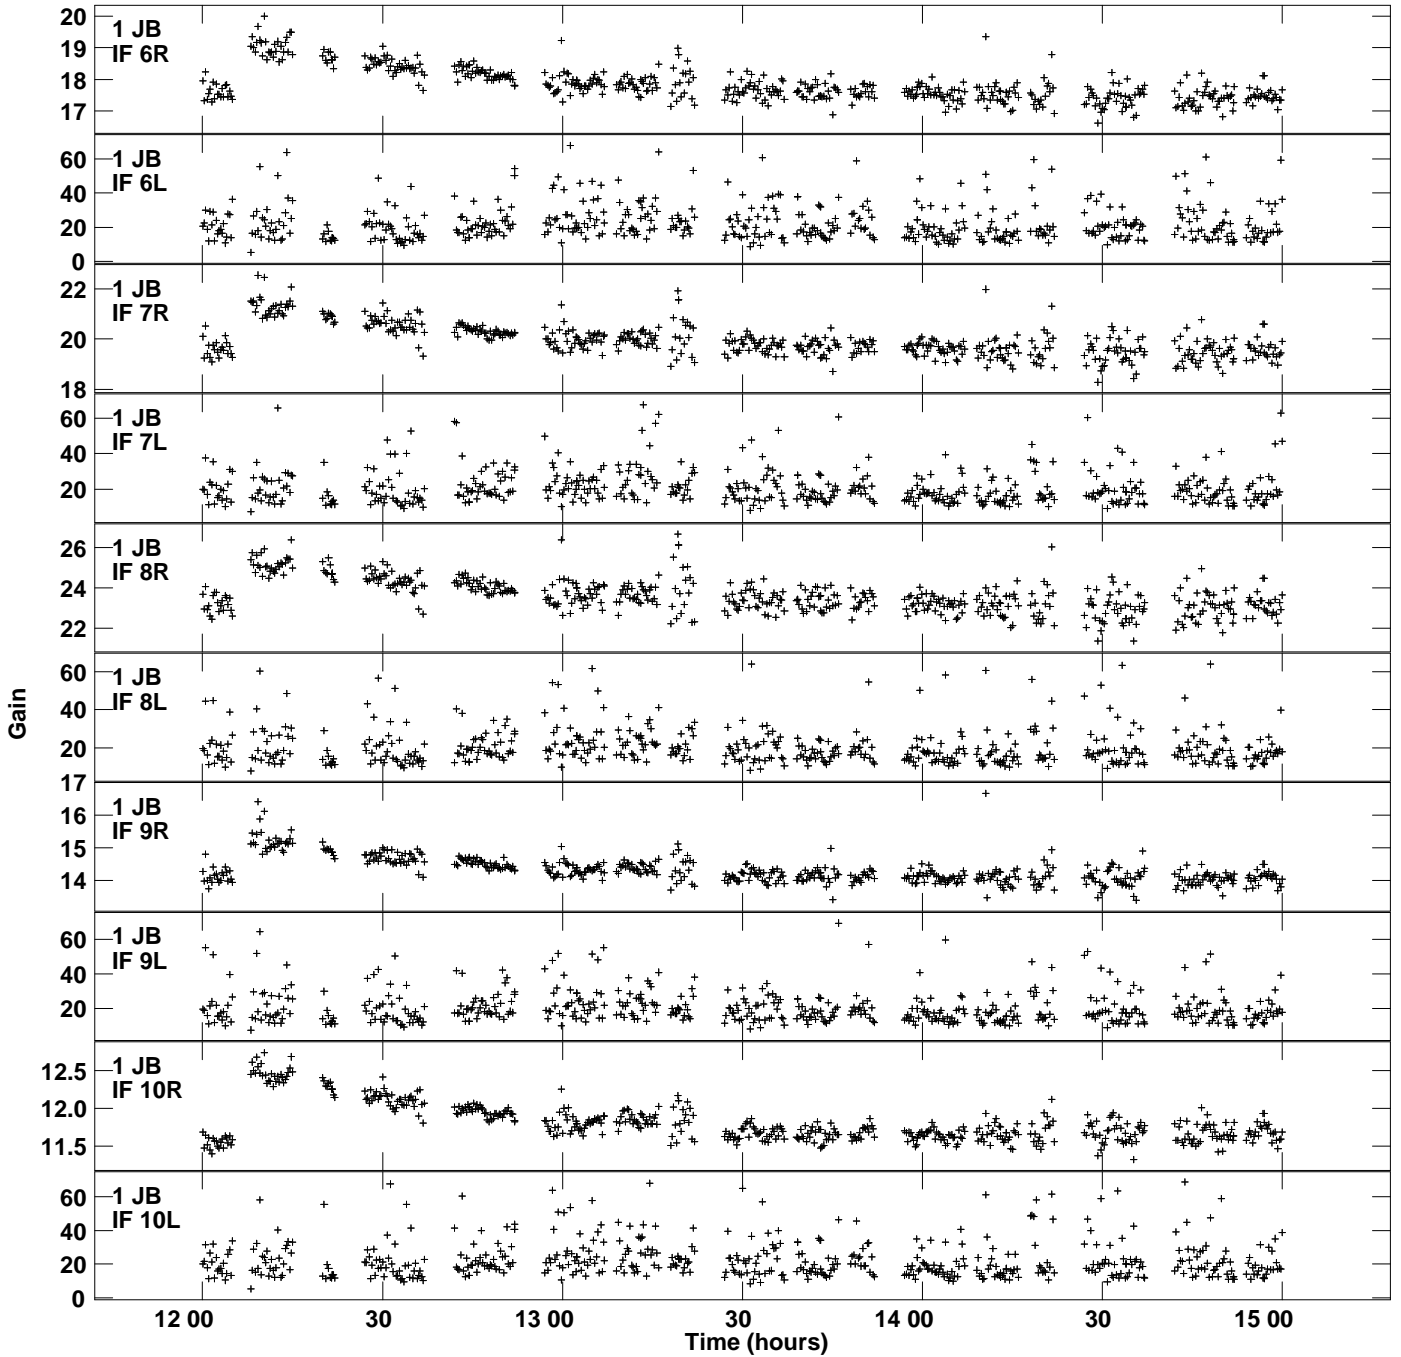 20
1 JB
19
IF 6R
18
17
60
1 JB
IF 6L
40
20
0
22
1 JB
IF 7R
20
18
60
1 JB
IF 7L
40
20
26
1 JB
IF 8R
24
22
60
1 JB
IF 8L
40
20
17
16
1 JB
IF 9R
15
14
60
1 JB
IF 9L
40
20
12.5
1 JB
IF 10R
12.0
11.5
60
1 JB
IF 10L
40
20
0
Gain
12 00
30
13 00
30
14 00
30
15 00
Time (hours)